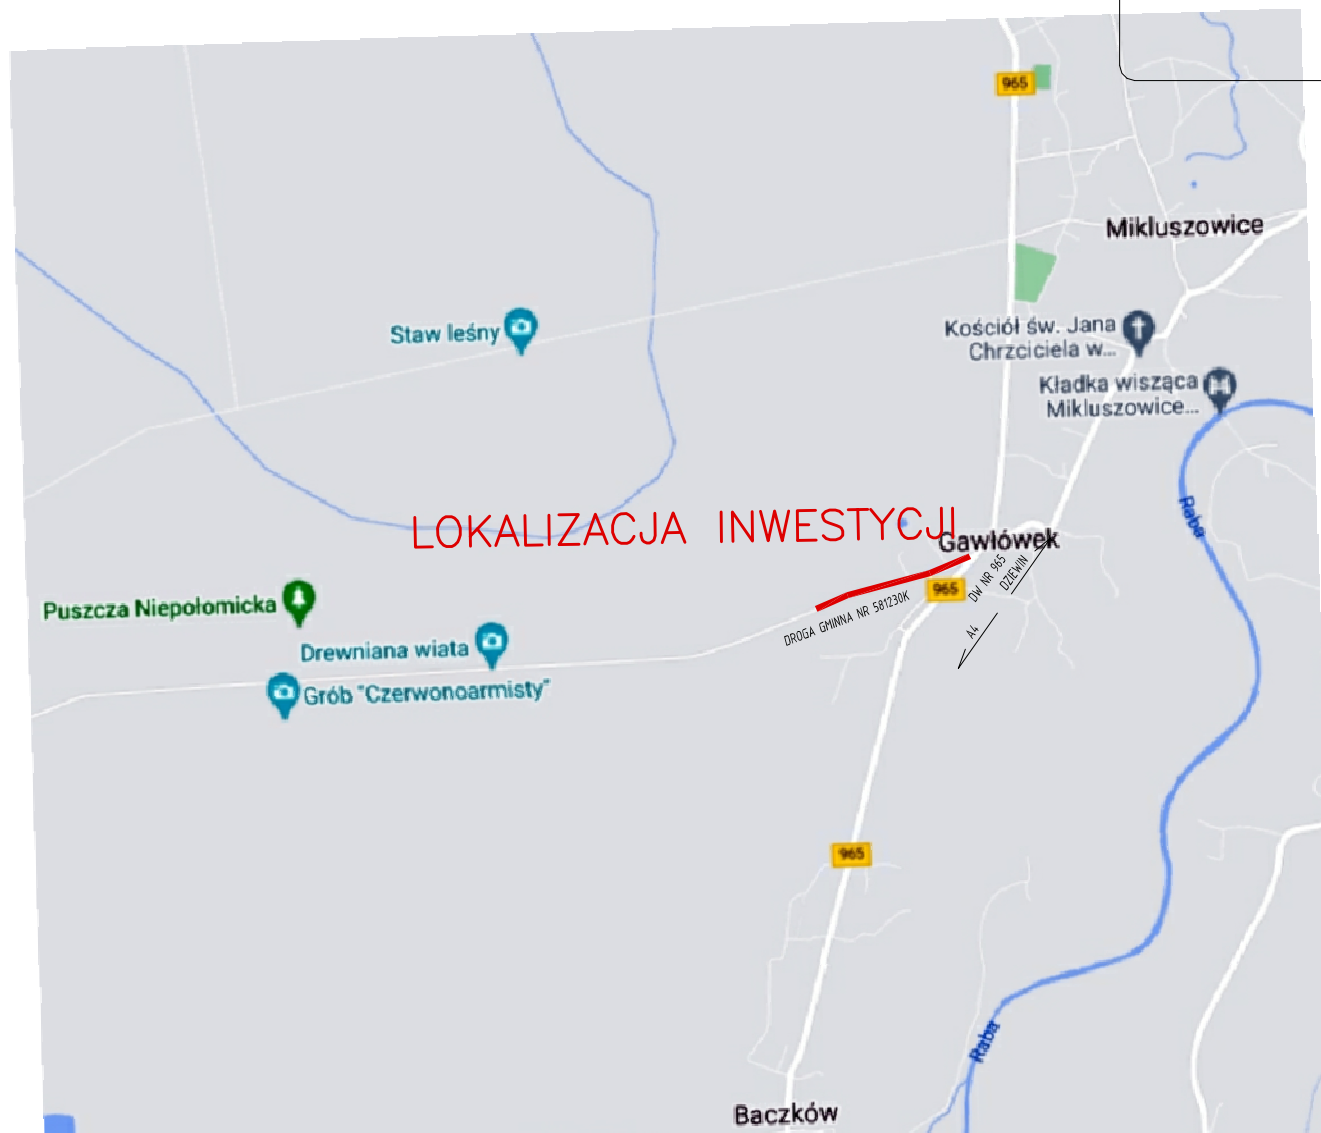 965
Mikluszowice
Staw leśny
Kościół św. Jana
Chrzciciela w...
Kładka wisząca
Mikluszowice...
Raba
LOKALIZACJA INWESTYCJI
Gawłówek
965
DW NR 965
DZIEWIN
DROGA GMINNA NR 581230K
A4
Puszcza Niepołomicka
Drewniana wiata
Grób "Czerwonoarmisty"
965
Raba
Baczków